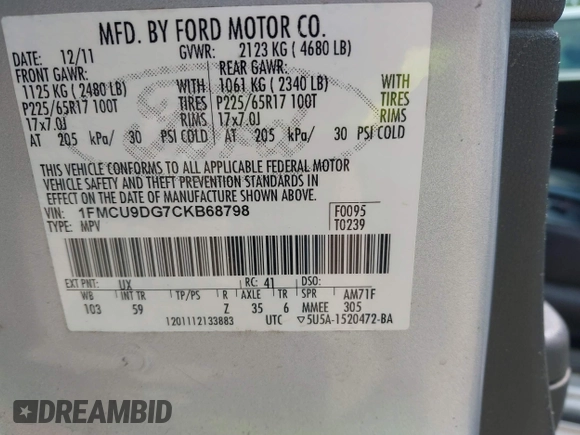 MFD. BY FORD MOTOR CO.
DATE: 12/11 GVWR: 2123 KG ( 4680 LB)
FRONT GAWR: REAR GAWR:
1125 KG ( 2480 LB) 1061 KG ( 2340 LB) WITH
P225/65R17 100T P225/65R17 100T TIRES
17x7.0J 17x7.0J RIMS
AT 205 kPa/ 30 PSI COLD AT 205 kPa/ 30 PSI COLD
Ford
THIS VEHICLE CONFORMS TO ALL APPLICABLE FEDERAL MOTOR
VEHICLE SAFETY AND THEFT PREVENTION STANDARDS IN
EFFECT ON THE DATE OF MANUFACTURE SHOWN ABOVE.
VIN: 1FMCU9DG7CKB68798 F0095
TYPE: MPV T0239
EXT PNT: UX RC: 41 DSO:
WB INT TR TP/PS R AXLE TR SPR AM71F
103 59 Z 35 6 MMEE 305
1201112133883 UTC ▽5U5A-1520472-BA
DREAMBID